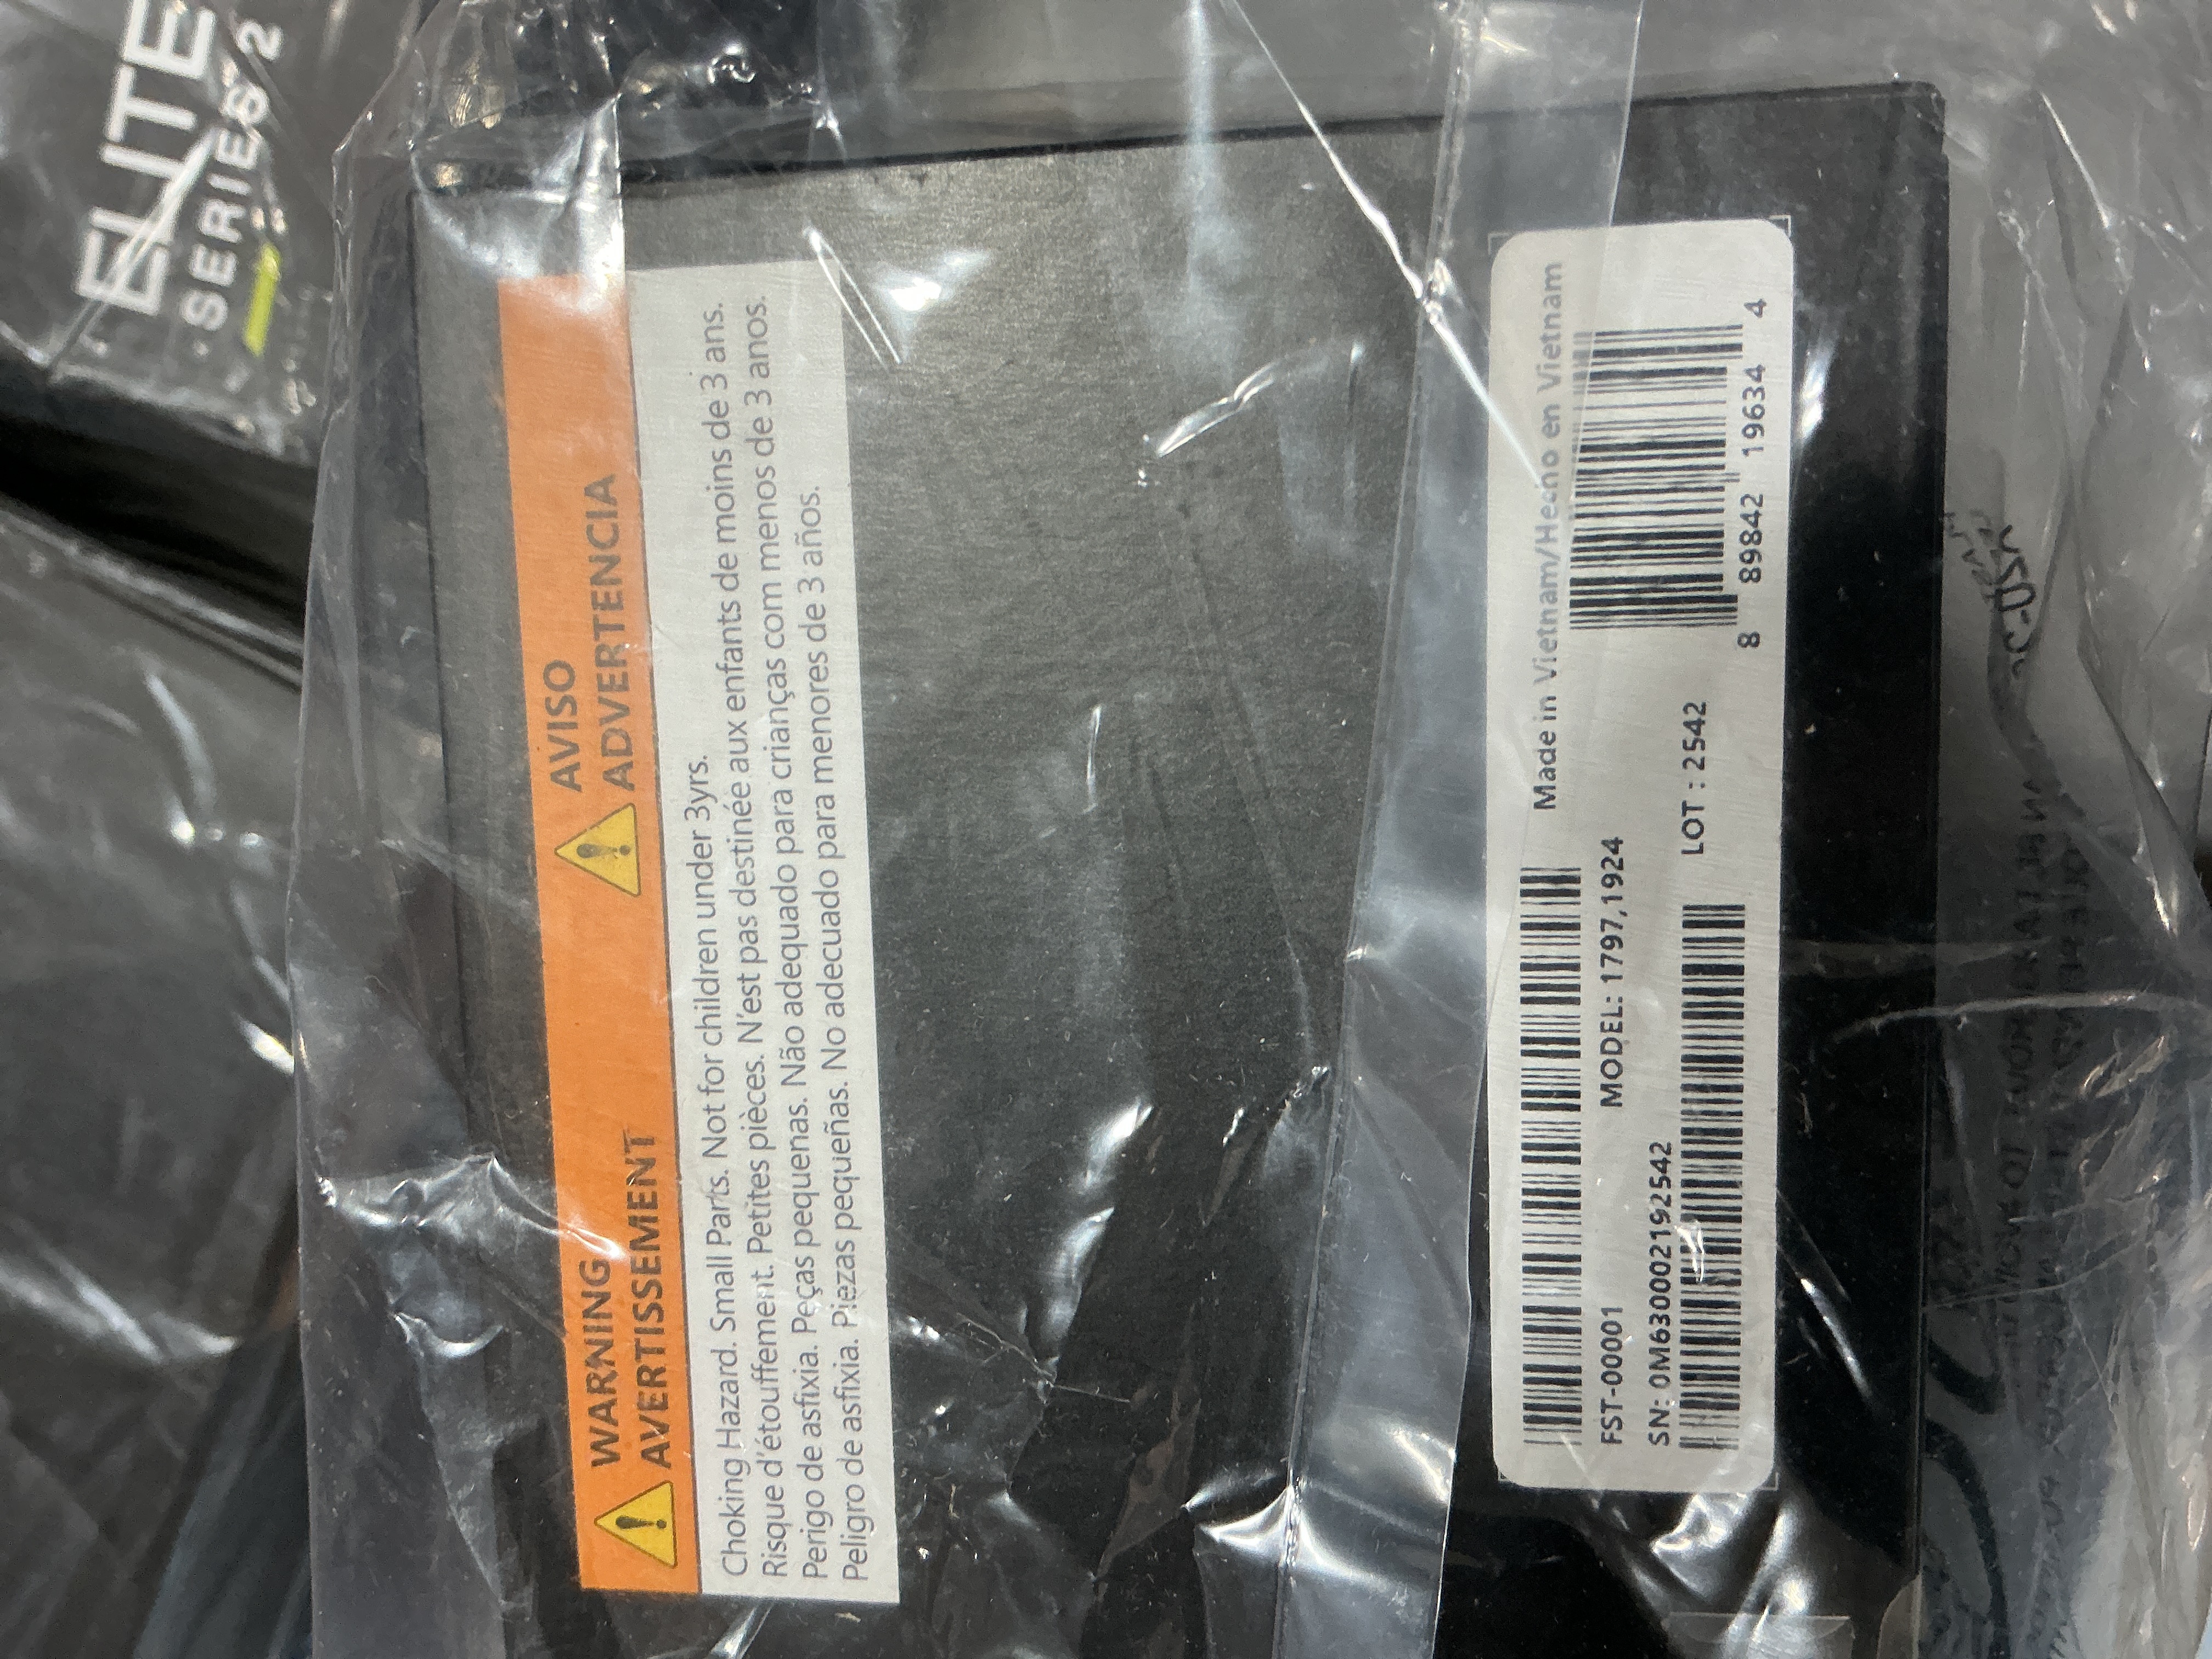 ELITE
SERIES 2
WARNING
AVERTISSEMENT
AVISO
ADVERTENCIA
Choking Hazard. Small Parts. Not for children under 3yrs.
Risque d'étouffement. Petites pièces. N'est pas destinée aux enfants de moins de 3 ans.
Perigo de asfixia. Peças pequenas. Não adequado para crianças com menos de 3 anos.
Peligro de asfixia. Piezas pequeñas. No adecuado para menores de 3 años.
Made in Vietnam/Hecho en Vietnam
FST-00001 MODEL: 1797,1924
SN: 0M63000219​2542
LOT : 2542
8 89842 19634 4